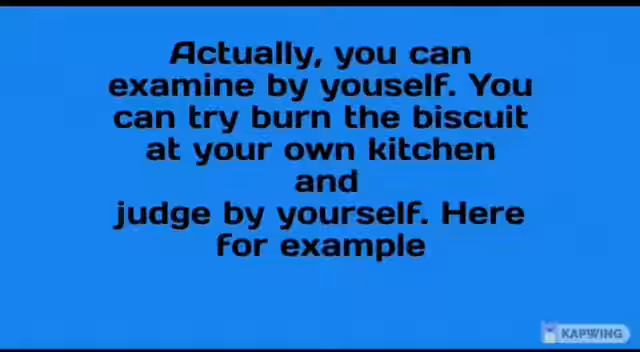 Actually, you can
examine by youself. You
can try burn the biscuit
at your own kitchen
and
judge by yourself. Here
for example
KAPWING